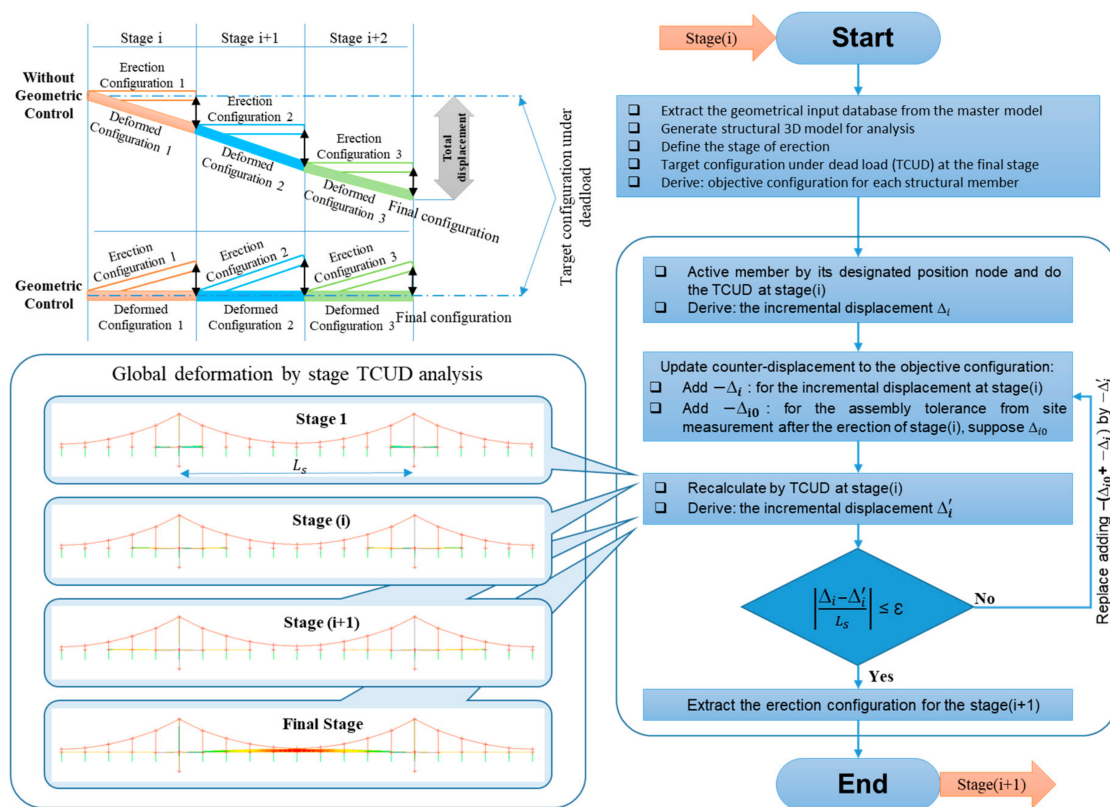 Stage i
Stage i+1
Stage i+2
Without
Geometric
Control
Erection
Configuration 1
Deformed
Configuration 1
Erection
Configuration 2
Deformed
Configuration 2
Erection
Configuration 3
Deformed
Configuration 3
Final configuration
Total
displacement
Target configuration under
deadload
Geometric
Control
Erection
Configuration 1
Erection
Configuration 2
Erection
Configuration 3
Deformed
Configuration 1
Deformed
Configuration 2
Deformed
Configuration 3
Final configuration
Global deformation by stage TCUD analysis
Stage 1
Lₛ
Stage (i)
Stage (i+1)
Final Stage
Stage(i)
Start
❑ Extract the geometrical input database from the master model
❑ Generate structural 3D model for analysis
❑ Define the stage of erection
❑ Target configuration under dead load (TCUD) at the final stage
❑ Derive: objective configuration for each structural member
❑ Active member by its designated position node and do
the TCUD at stage(i)
❑ Derive: the incremental displacement Δᵢ
Update counter-displacement to the objective configuration:
❑ Add −Δᵢ : for the incremental displacement at stage(i)
❑ Add −Δᵢ₀ : for the assembly tolerance from site
measurement after the erection of stage(i), suppose Δᵢ₀
❑ Recalculate by TCUD at stage(i)
❑ Derive: the incremental displacement Δᵢ′
|(Δᵢ−Δᵢ′)/Lₛ| ≤ ε
No
Replace adding −(Δᵢ₀ + −Δᵢ) by −Δᵢ′
Yes
Extract the erection configuration for the stage(i+1)
End
Stage(i+1)